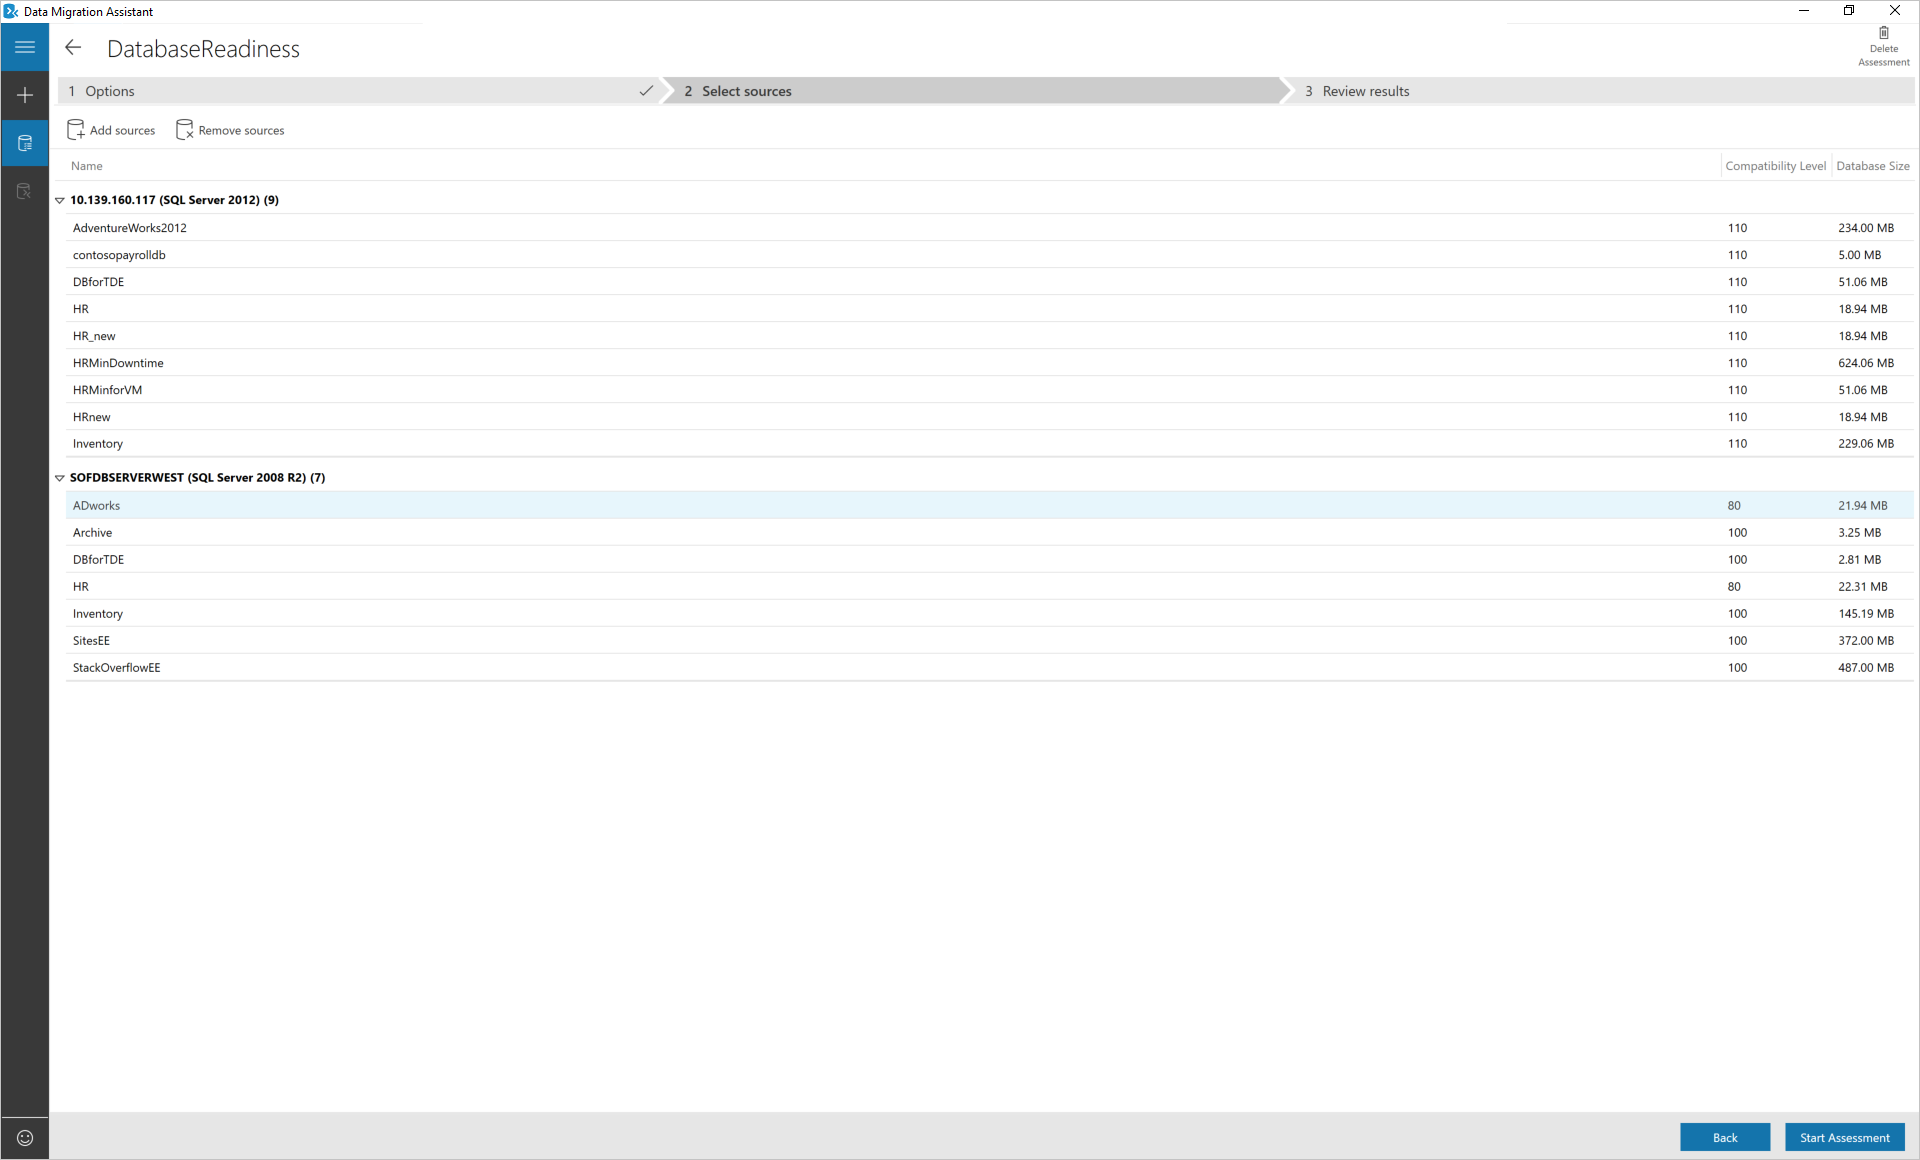 Data Migration Assistant
DatabaseReadiness
Delete
Assessment
1 Options
2 Select sources
3 Review results
Add sources
Remove sources
Name Compatibility Level Database Size
10.139.160.117 (SQL Server 2012) (9)
AdventureWorks2012 110 234.00 MB
contosopayrolldb 110 5.00 MB
DBforTDE 110 51.06 MB
HR 110 18.94 MB
HR_new 110 18.94 MB
HRMinDowntime 110 624.06 MB
HRMinforVM 110 51.06 MB
HRnew 110 18.94 MB
Inventory 110 229.06 MB
SOFDBSERVERWEST (SQL Server 2008 R2) (7)
ADworks 80 21.94 MB
Archive 100 3.25 MB
DBforTDE 100 2.81 MB
HR 80 22.31 MB
Inventory 100 145.19 MB
SitesEE 100 372.00 MB
StackOverflowEE 100 487.00 MB
Back
Start Assessment